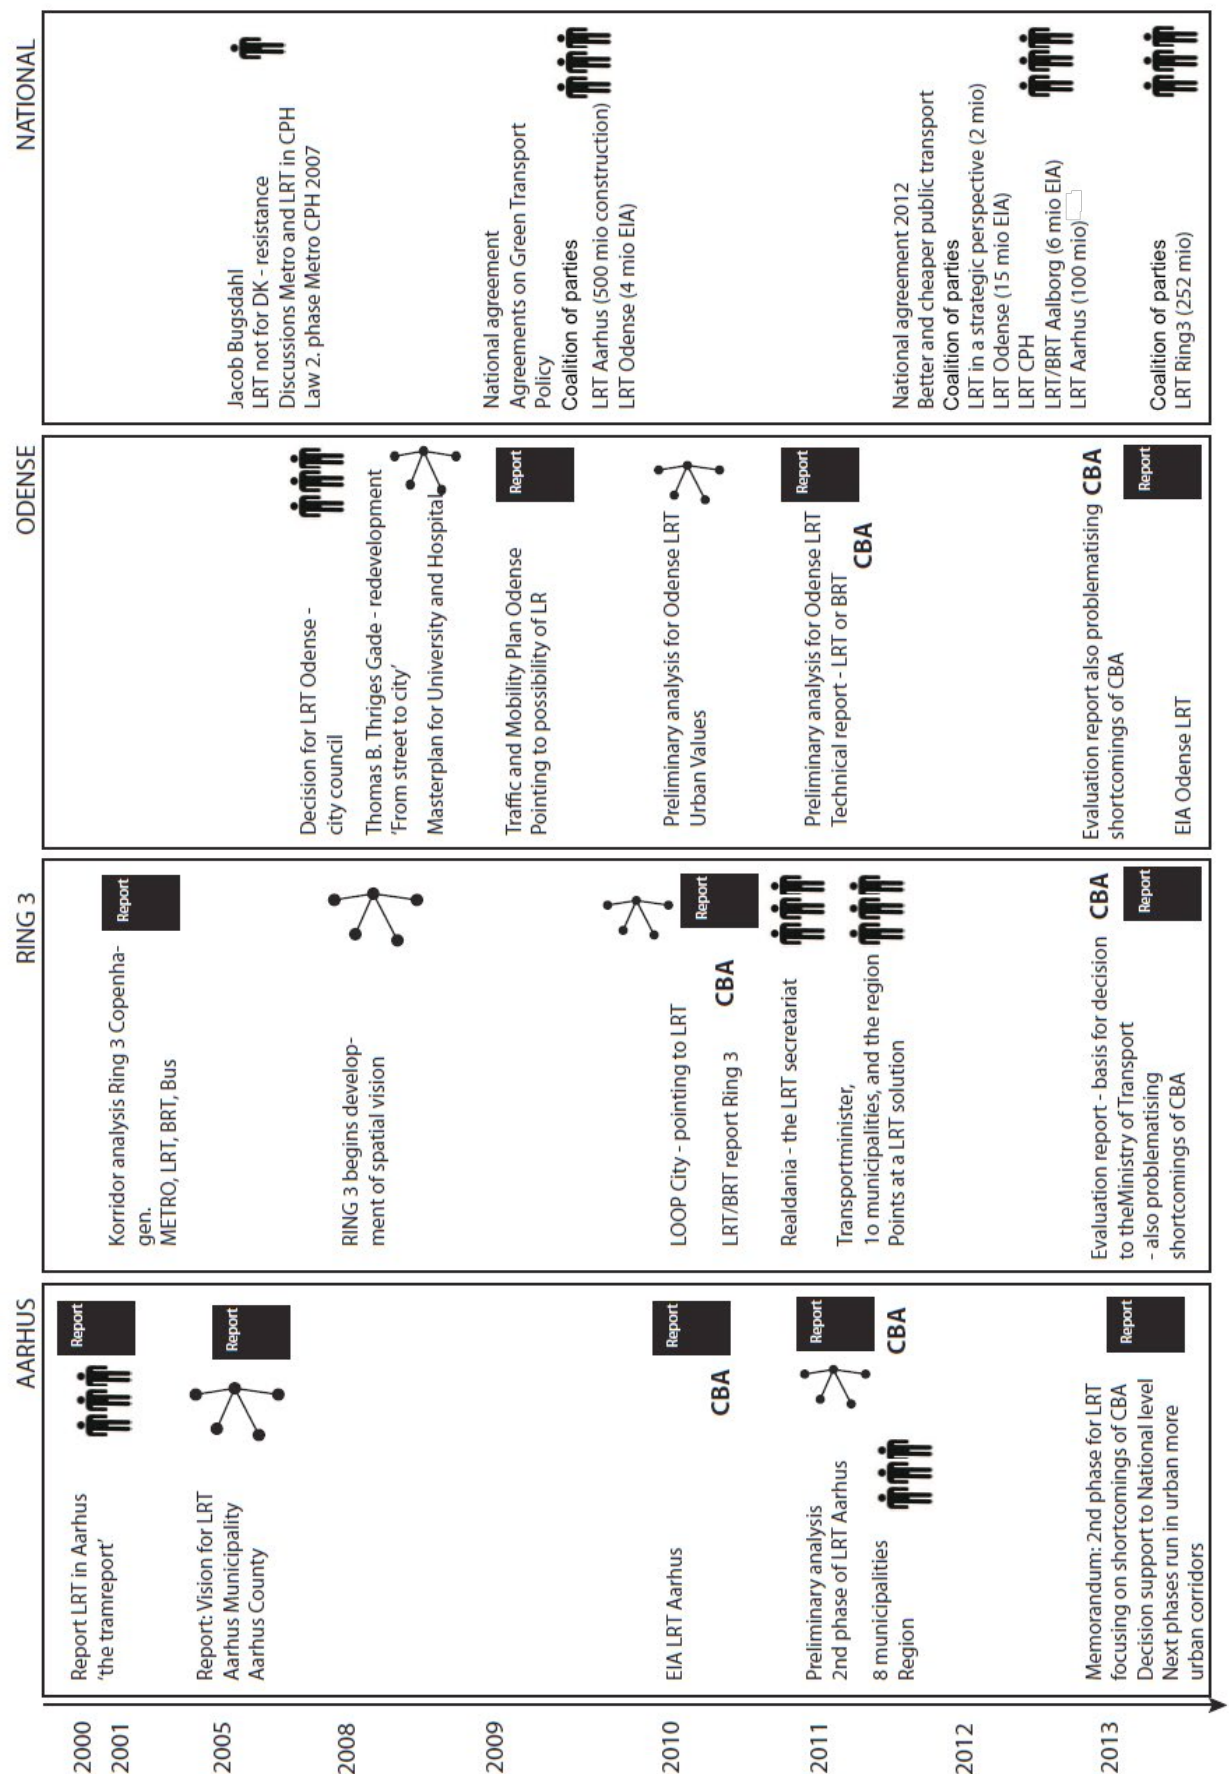 2000
2001
2005
2008
2009
2010
2011
2012
2013
AARHUS
Report LRT in Aarhus
'the tramreport'
Report
Report: Vision for LRT
Aarhus Municipality
Aarhus County
Report
EIA LRT Aarhus
CBA
Report
Preliminary analysis
2nd phase of LRT Aarhus
8 municipalities
Region
Report
CBA
Memorandum: 2nd phase for LRT
focusing on shortcomings of CBA
Decision support to National level
Next phases run in urban more
urban corridors
Report
RING 3
Korridor analysis Ring 3 Copenha-
gen.
METRO, LRT, BRT, Bus
Report
RING 3 begins develop-
ment of spatial vision
LOOP City - pointing to LRT
LRT/BRT report Ring 3
CBA
Report
Realdania - the LRT secretariat
Transportminister,
1o municipalities, and the region
Points at a LRT solution
Evaluation report - basis for decision
to theMinistry of Transport
- also problematising
shortcomings of CBA
CBA
Report
ODENSE
Decision for LRT Odense -
city council
Thomas B. Thriges Gade - redevelopment
'From street to city'
Masterplan for University and Hospital
Traffic and Mobility Plan Odense
Pointing to possibility of LR
Report
Preliminary analysis for Odense LRT
Urban Values
Preliminary analysis for Odense LRT
Technical report - LRT or BRT
Report
CBA
Evaluation report also problematising
shortcomings of CBA
CBA
EIA Odense LRT
Report
NATIONAL
Jacob Bugsdahl
LRT not for DK - resistance
Discussions Metro and LRT in CPH
Law 2. phase Metro CPH 2007
National agreement
Agreements on Green Transport
Policy
Coalition of parties
LRT Aarhus (500 mio construction)
LRT Odense (4 mio EIA)
National agreement 2012
Better and cheaper public transport
Coalition of parties
LRT in a strategic perspective (2 mio)
LRT Odense (15 mio EIA)
LRT CPH
LRT/BRT Aalborg (6 mio EIA)
LRT Aarhus (100 mio)
Coalition of parties
LRT Ring3 (252 mio)